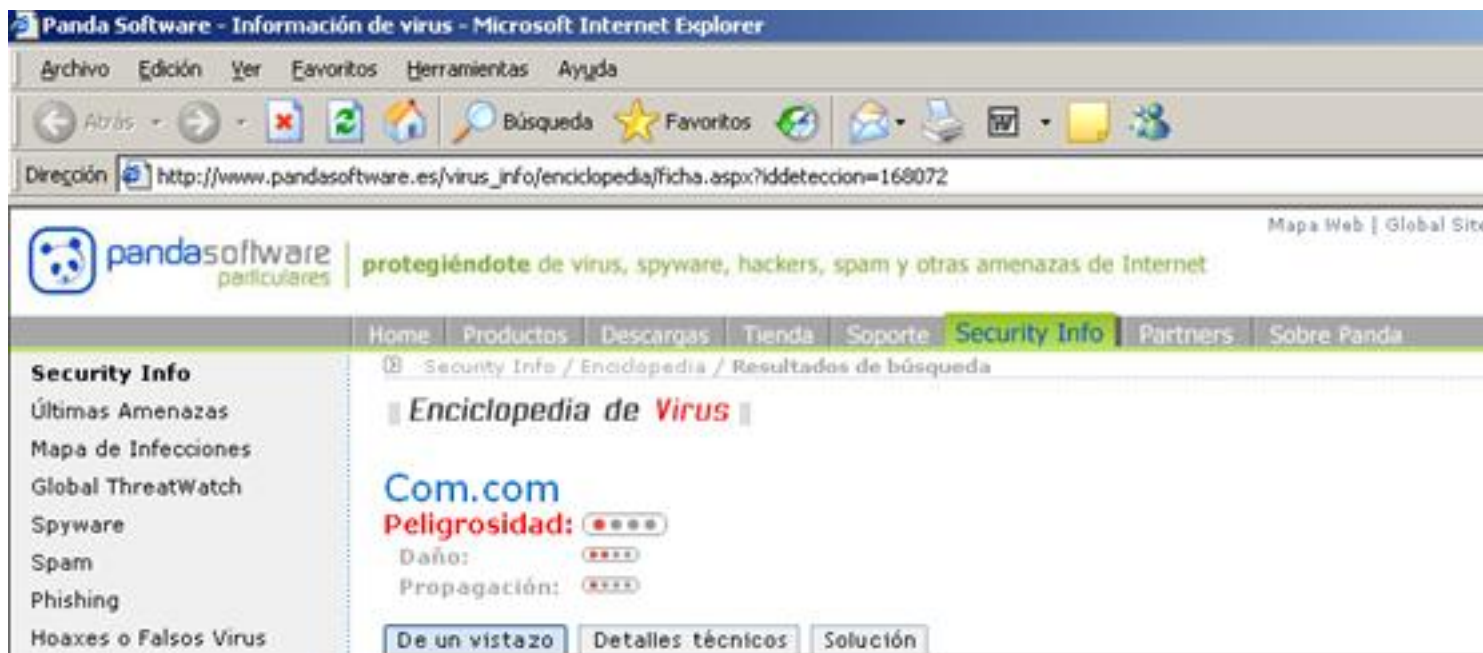 Panda Software - Información de virus - Microsoft Internet Explorer
Archivo Edición Ver Favoritos Herramientas Ayuda
Atrás Búsqueda Favoritos
Dirección http://www.pandasoftware.es/virus_info/enciclopedia/ficha.aspx?iddeteccion=168072
Mapa Web | Global Site
pandasoftware
particulares
protegiéndote de virus, spyware, hackers, spam y otras amenazas de Internet
Home Productos Descargas Tienda Soporte Security Info Partners Sobre Panda
Security Info / Enciclopedia / Resultados de búsqueda
Security Info
Últimas Amenazas
Mapa de Infecciones
Global ThreatWatch
Spyware
Spam
Phishing
Hoaxes o Falsos Virus
Enciclopedia de Virus
Com.com
Peligrosidad:
Daño:
Propagación:
De un vistazo Detalles técnicos Solución